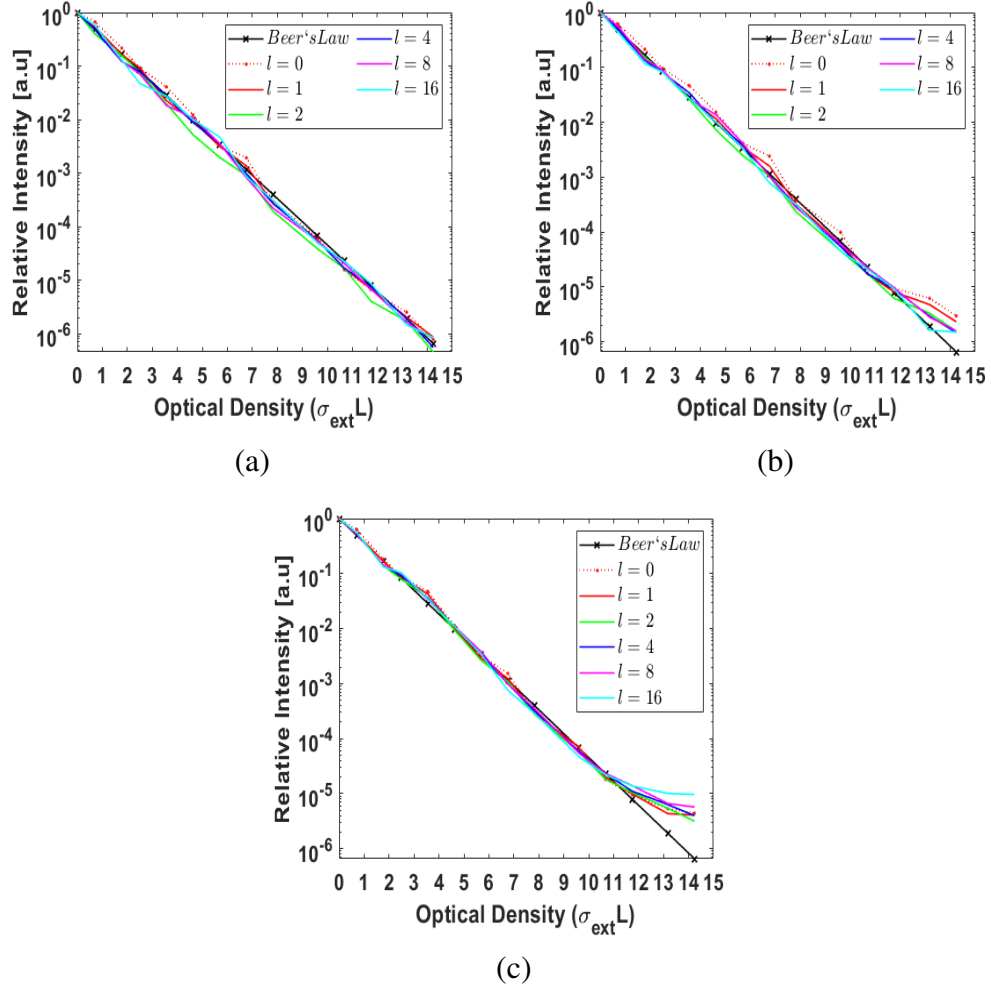 10^0
10^-1
10^-2
10^-3
10^-4
10^-5
10^-6
Relative Intensity [a.u]
Beer‘sLaw
l = 0
l = 1
l = 2
l = 4
l = 8
l = 16
0 1 2 3 4 5 6 7 8 9 10 11 12 13 14 15
Optical Density (σ_ext L)
(a)
10^0
10^-1
10^-2
10^-3
10^-4
10^-5
10^-6
Relative Intensity [a.u]
Beer‘sLaw
l = 0
l = 1
l = 2
l = 4
l = 8
l = 16
0 1 2 3 4 5 6 7 8 9 10 11 12 13 14 15
Optical Density (σ_ext L)
(b)
10^0
10^-1
10^-2
10^-3
10^-4
10^-5
10^-6
Relative Intensity [a.u]
Beer‘sLaw
l = 0
l = 1
l = 2
l = 4
l = 8
l = 16
0 1 2 3 4 5 6 7 8 9 10 11 12 13 14 15
Optical Density (σ_ext L)
(c)